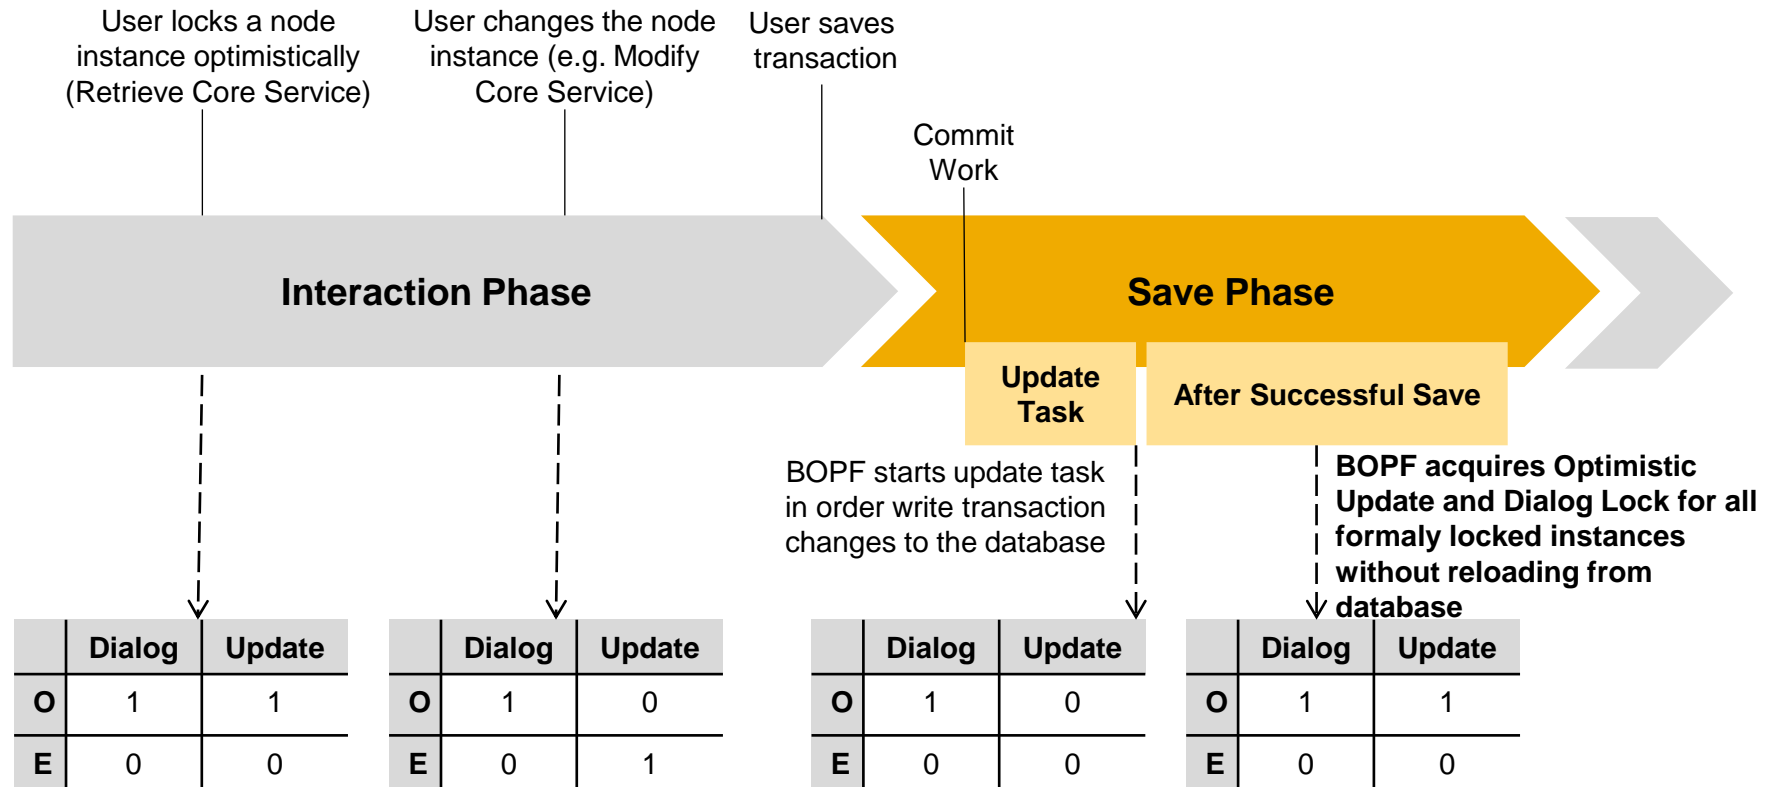 User locks a node
instance optimistically
(Retrieve Core Service)
User changes the node
instance (e.g. Modify
Core Service)
User saves
transaction
Commit
Work
Interaction Phase
Save Phase
Update
Task
After Successful Save
BOPF starts update task
in order write transaction
changes to the database
BOPF acquires Optimistic
Update and Dialog Lock for all
formaly locked instances
without reloading from
database
Dialog Update
O 1 1
E 0 0
Dialog Update
O 1 0
E 0 1
Dialog Update
O 1 0
E 0 0
Dialog Update
O 1 1
E 0 0